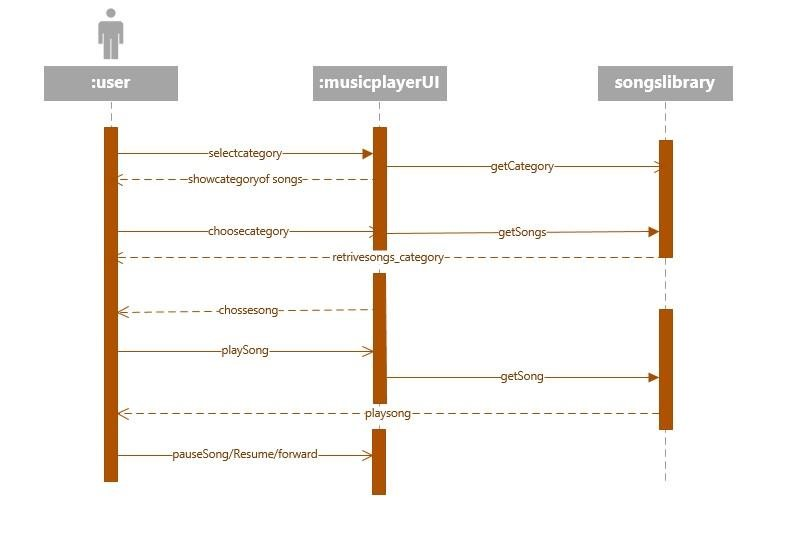 :user
:musicplayerUI
songslibrary
selectcategory
getCategory
showcategoryof songs
choosecategory
getSongs
retrivesongs_category
chossesong
playSong
getSong
playsong
pauseSong/Resume/forward